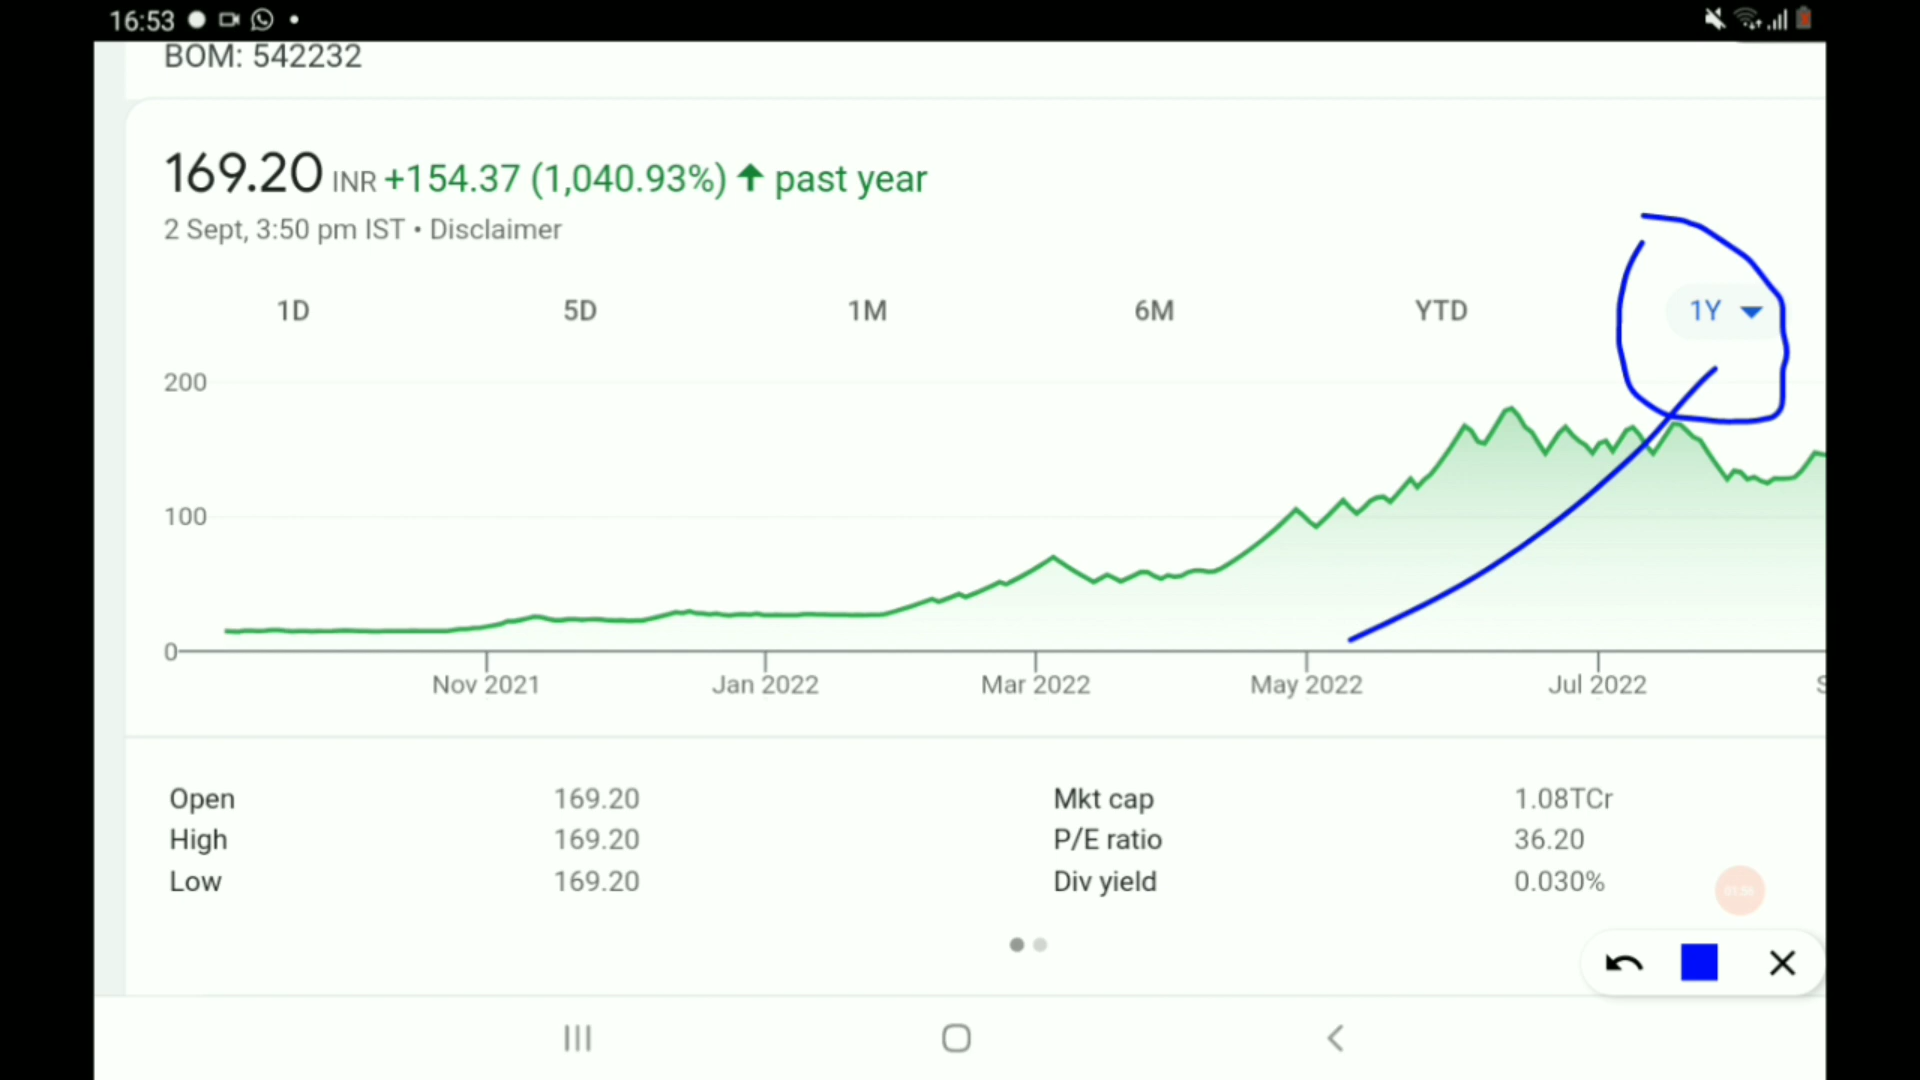 16:53
BOM: 542232
169.20 INR +154.37 (1,040.93%) ↑ past year
2 Sept, 3:50 pm IST • Disclaimer
1D 5D 1M 6M YTD 1Y
200
100
0
Nov 2021 Jan 2022 Mar 2022 May 2022 Jul 2022
Open 169.20 Mkt cap 1.08TCr
High 169.20 P/E ratio 36.20
Low 169.20 Div yield 0.030%